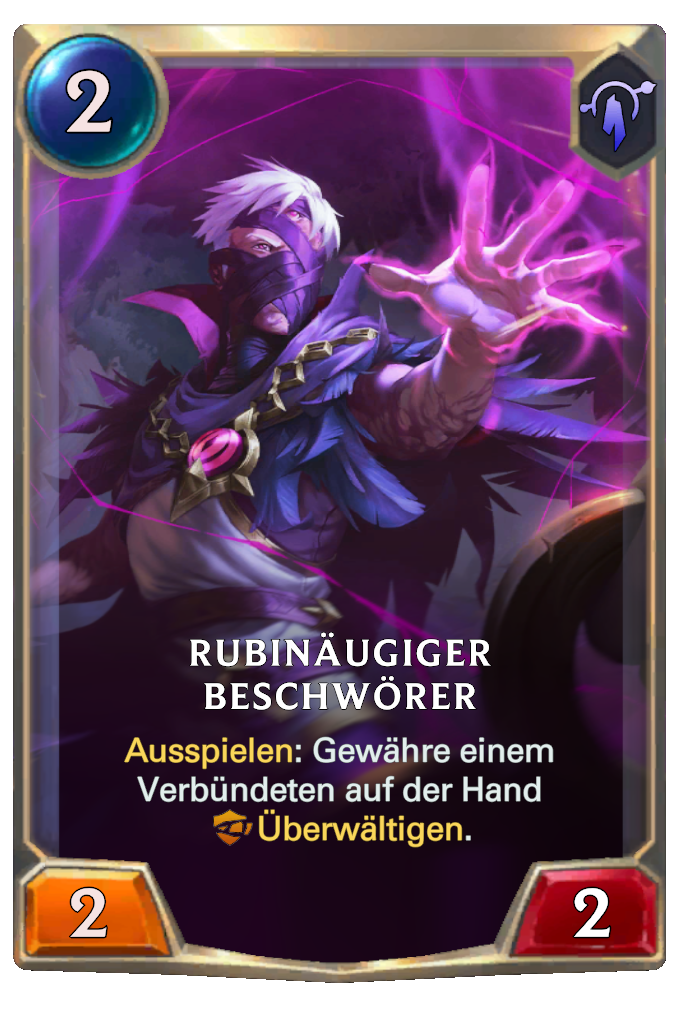 2
RUBINÄUGIGER
BESCHWÖRER
Ausspielen: Gewähre einem
Verbündeten auf der Hand
Überwältigen.
2
2